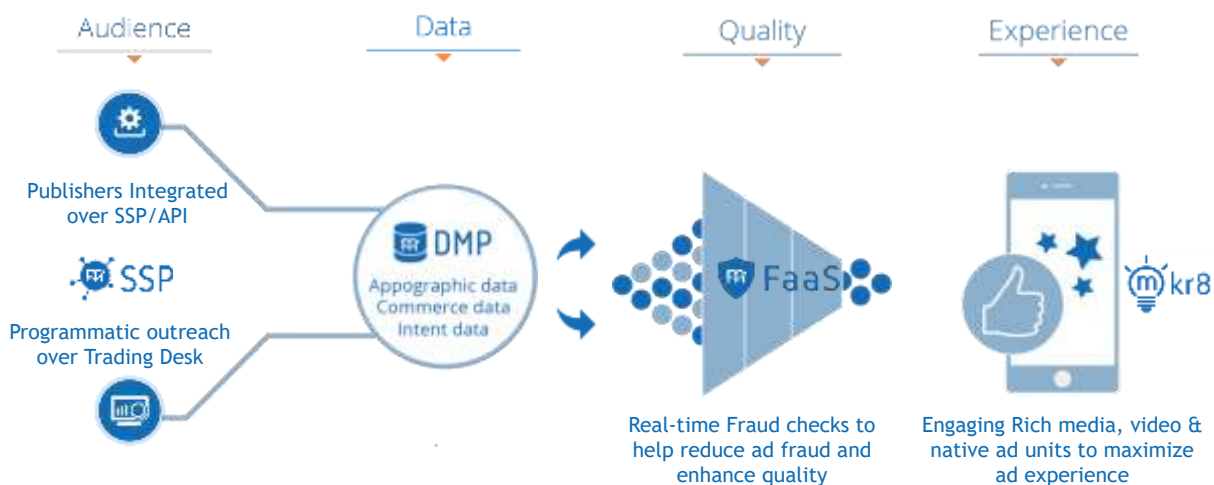 Audience
Data
Quality
Experience
Publishers Integrated
over SSP/API
SSP
Programmatic outreach
over Trading Desk
DMP
Appographic data
Commerce data
Intent data
FaaS
Real-time Fraud checks to
help reduce ad fraud and
enhance quality
m kr8
Engaging Rich media, video &
native ad units to maximize
ad experience